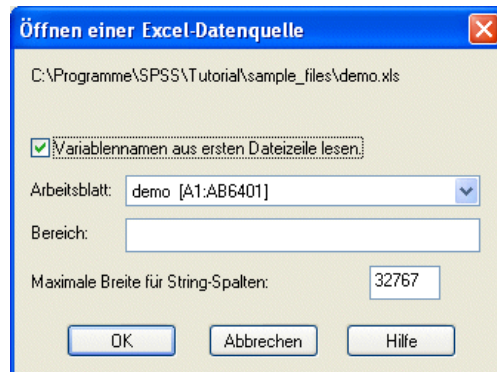 Öffnen einer Excel-Datenquelle
C:\Programme\SPSS\Tutorial\sample_files\demo.xls
Variablennamen aus ersten Dateizeile lesen.
Arbeitsblatt: demo [A1:AB6401]
Bereich:
Maximale Breite für String-Spalten: 32767
OK Abbrechen Hilfe